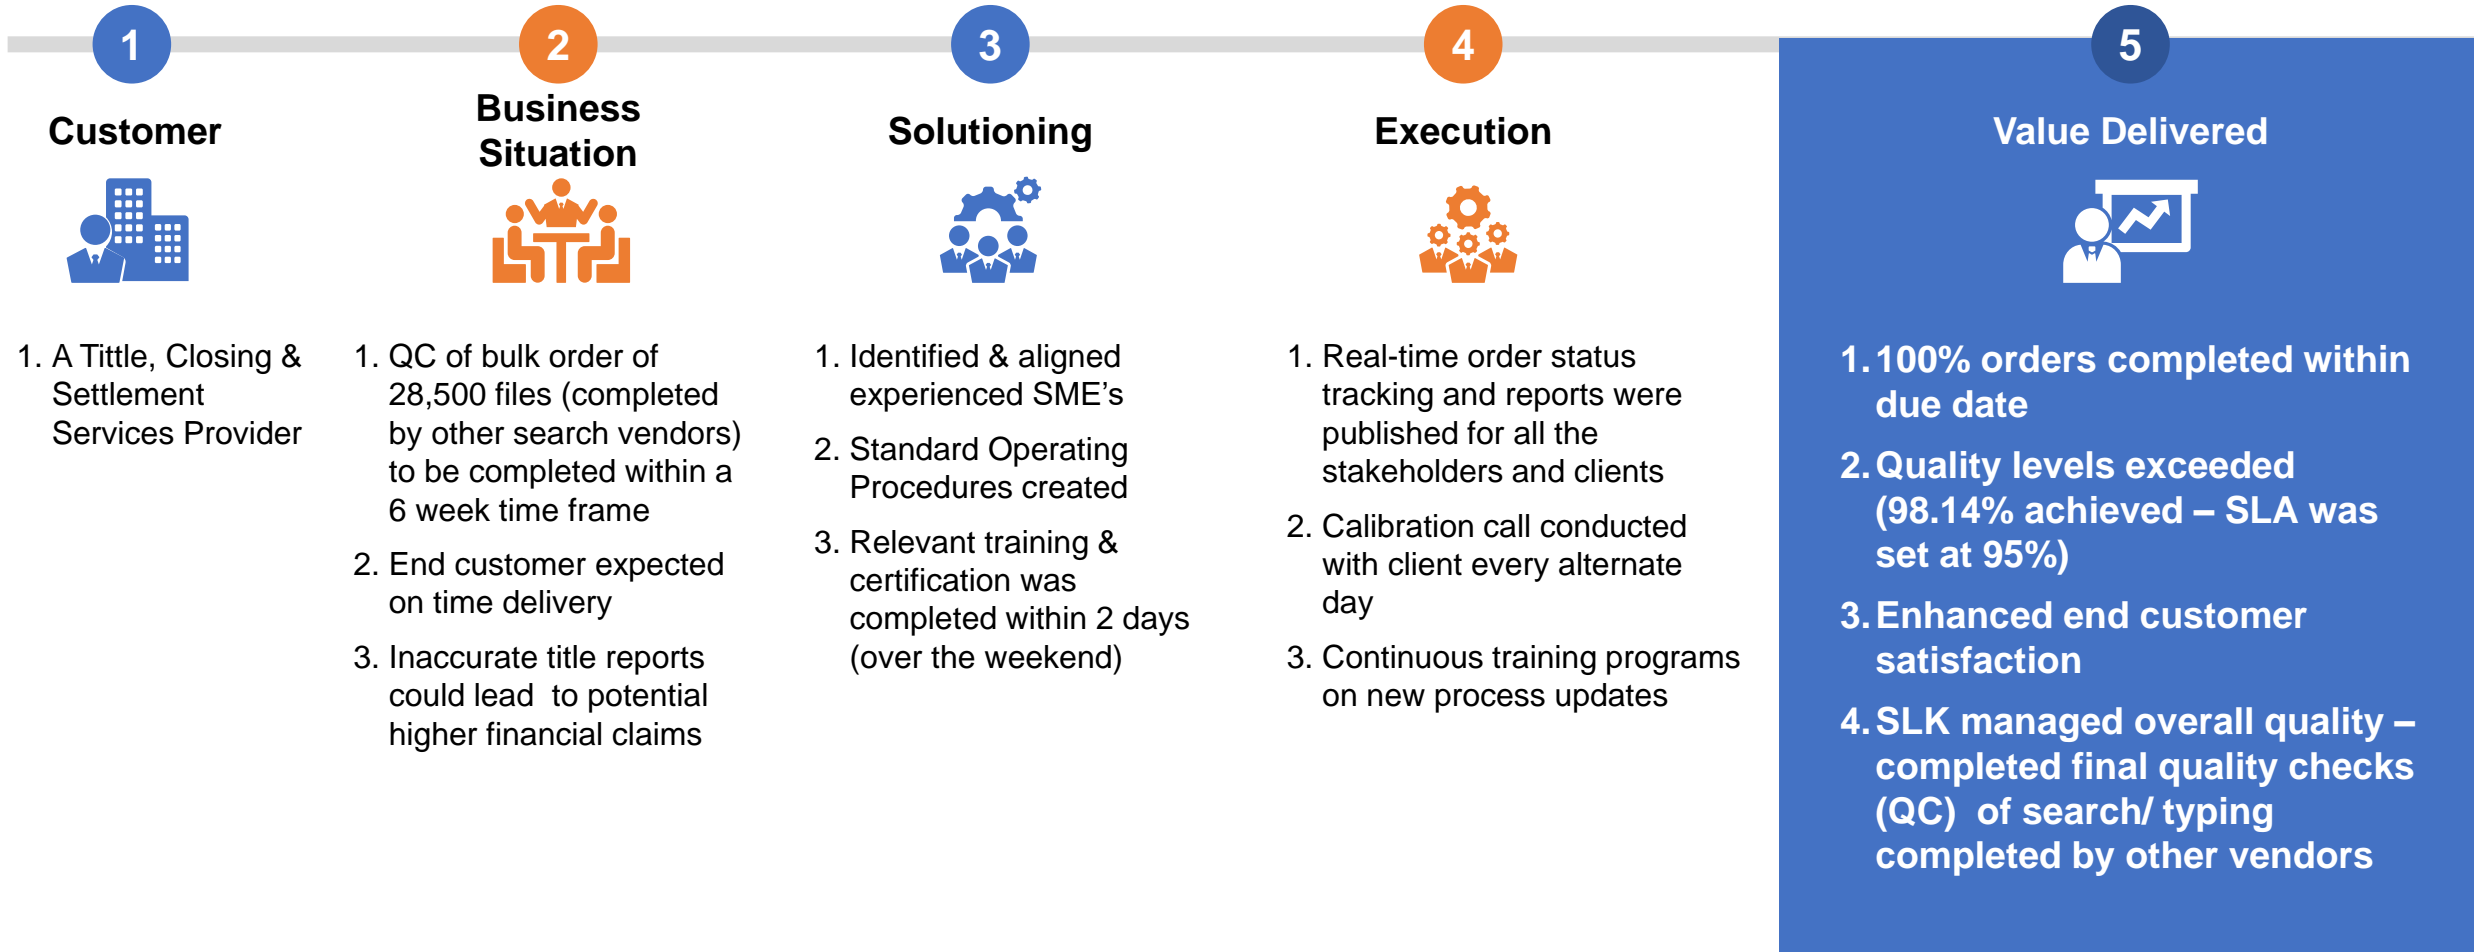 1
Customer
1. A Tittle, Closing &
Settlement
Services Provider
2
Business
Situation
1. QC of bulk order of
28,500 files (completed
by other search vendors)
to be completed within a
6 week time frame
2. End customer expected
on time delivery
3. Inaccurate title reports
could lead  to potential
higher financial claims
3
Solutioning
1. Identified & aligned
experienced SME’s
2. Standard Operating
Procedures created
3. Relevant training &
certification was
completed within 2 days
(over the weekend)
4
Execution
1. Real-time order status
tracking and reports were
published for all the
stakeholders and clients
2. Calibration call conducted
with client every alternate
day
3. Continuous training programs
on new process updates
5
Value Delivered
1. 100% orders completed within
due date
2. Quality levels exceeded
(98.14% achieved – SLA was
set at 95%)
3. Enhanced end customer
satisfaction
4. SLK managed overall quality –
completed final quality checks
(QC)  of search/ typing
completed by other vendors